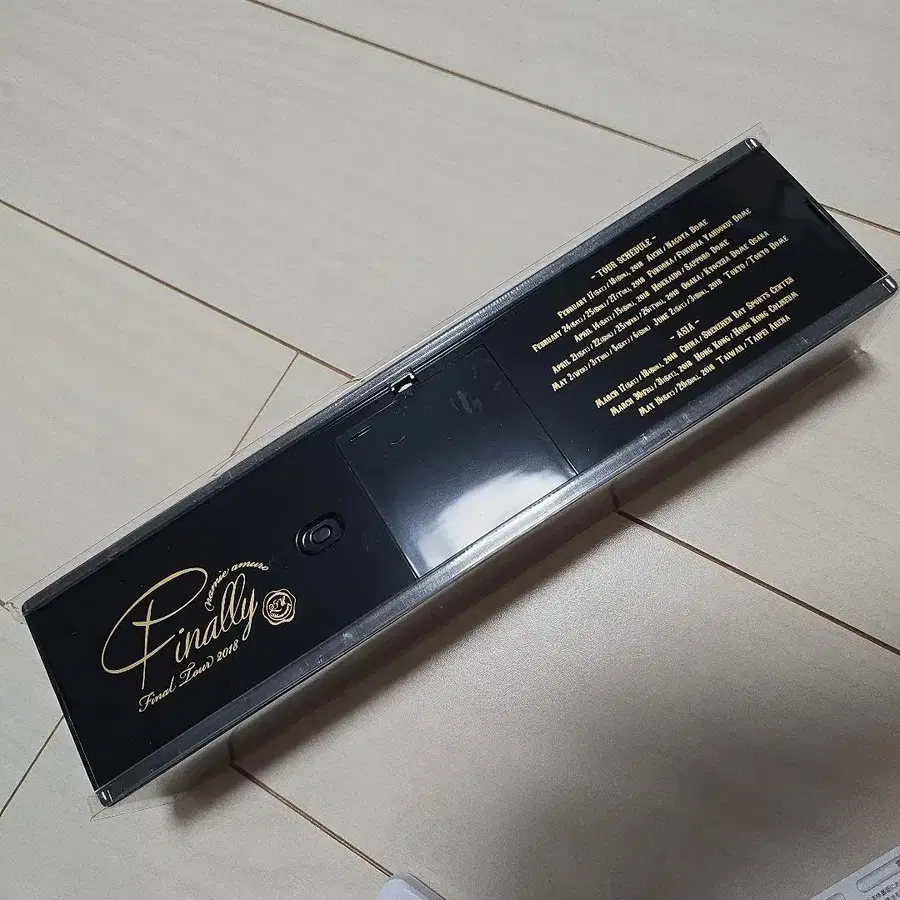 namie amuro
Finally
Final Tour 2018
- TOUR SCHEDULE -
FEBRUARY 17(SAT)/18(SUN), 2018 AICHI/NAGOYA DOME
FEBRUARY 24(SAT)/25(SUN), 2018 FUKUOKA/FUKUOKA YAHUOKU! DOME
APRIL 14(SAT)/15(SUN), 2018 HOKKAIDO/SAPPORO DOME
APRIL 21(SAT)/22(SUN)/25(WED)/26(THU), 2018 OSAKA/KYOCERA DOME OSAKA
MAY 2(WED)/3(THU)/5(SAT)/6(SUN) JUNE 2(SAT)/3(SUN), 2018 TOKYO/TOKYO DOME
- ASIA -
MARCH 17(SAT)/18(SUN), 2018 CHINA/SHENZHEN BAY SPORTS CENTER
MARCH 30(FRI)/31(SAT), 2018 HONG KONG/HONG KONG COLISEUM
MAY 19(SAT)/20(SUN), 2018 TAIWAN/TAIPEI ARENA